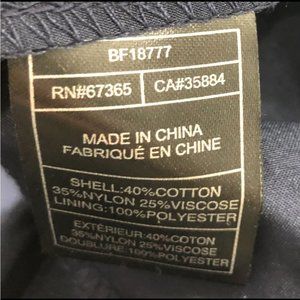 BF18777
RN#67365 CA#35884
MADE IN CHINA
FABRIQUÉ EN CHINE
SHELL:40%COTTON
35%NYLON 25%VISCOSE
LINING:100%POLYESTER
EXTÉRIEUR:40%COTON
35%NYLON 25%VISCOSE
DOUBLURE:100%POLYESTER